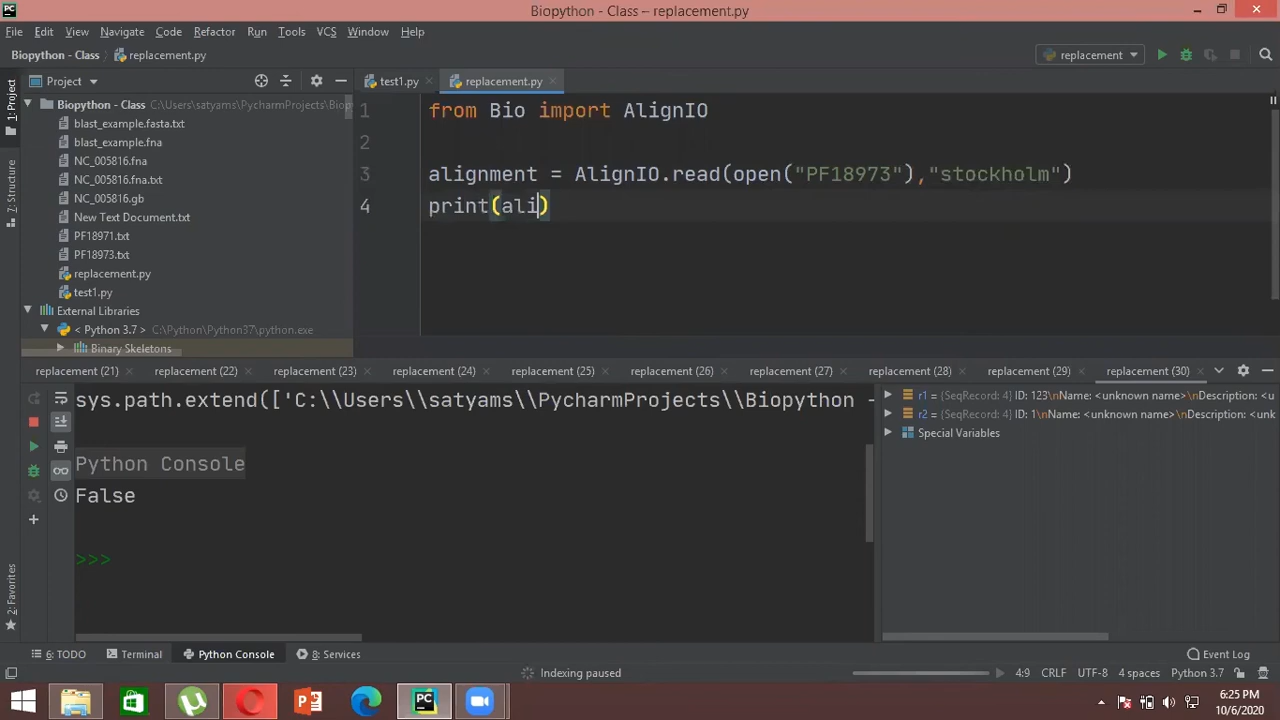 Biopython - Class – replacement.py
File Edit View Navigate Code Refactor Run Tools VCS Window Help
Biopython - Class replacement.py replacement
1: Project
Project
test1.py replacement.py
Biopython - Class C:\Users\satyams\PycharmProjects\Biop
blast_example.fasta.txt
blast_example.fna
NC_005816.fna
NC_005816.fna.txt
NC_005816.gb
New Text Document.txt
PF18971.txt
PF18973.txt
replacement.py
test1.py
External Libraries
< Python 3.7 > C:\Python\Python37\python.exe
Binary Skeletons
Z: Structure
2: Favorites
1 from Bio import AlignIO
2
3 alignment = AlignIO.read(open("PF18973"),"stockholm")
4 print(ali)
replacement (21) replacement (22) replacement (23) replacement (24) replacement (25) replacement (26) replacement (27) replacement (28) replacement (29) replacement (30)
sys.path.extend(['C:\\Users\\satyams\\PycharmProjects\\Biopython -
Python Console
False
>>>
r1 = {SeqRecord: 4} ID: 123\nName: <unknown name>\nDescription: <u
r2 = {SeqRecord: 4} ID: 1\nName: <unknown name>\nDescription: <unk
Special Variables
6: TODO Terminal Python Console 8: Services Event Log
Indexing paused 4:9 CRLF UTF-8 4 spaces Python 3.7
6:25 PM
10/6/2020